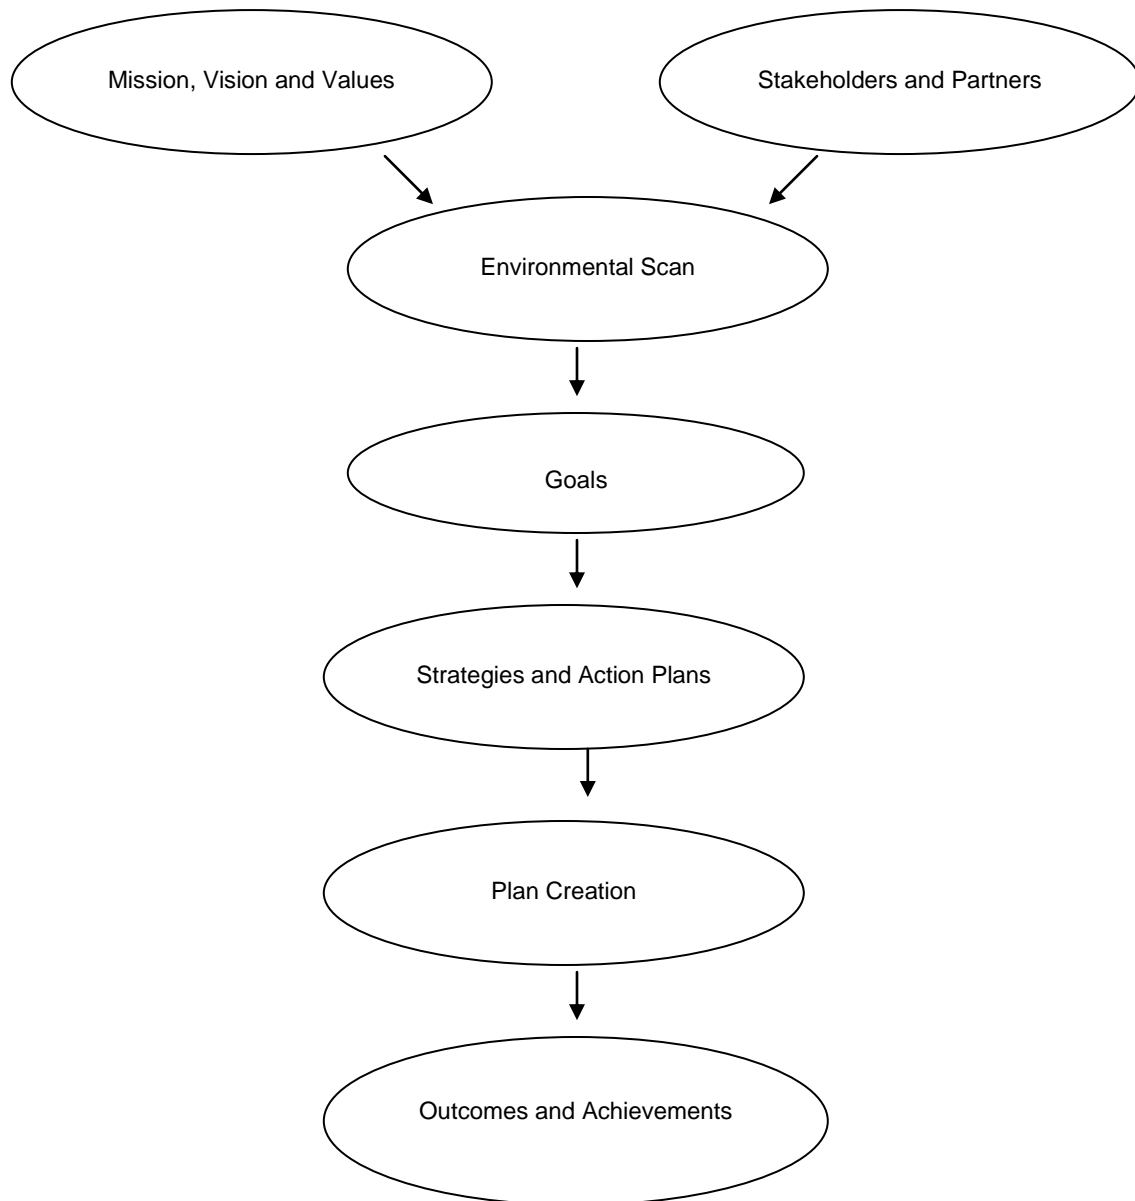 Mission, Vision and Values
Stakeholders and Partners
Environmental Scan
Goals
Strategies and Action Plans
Plan Creation
Outcomes and Achievements